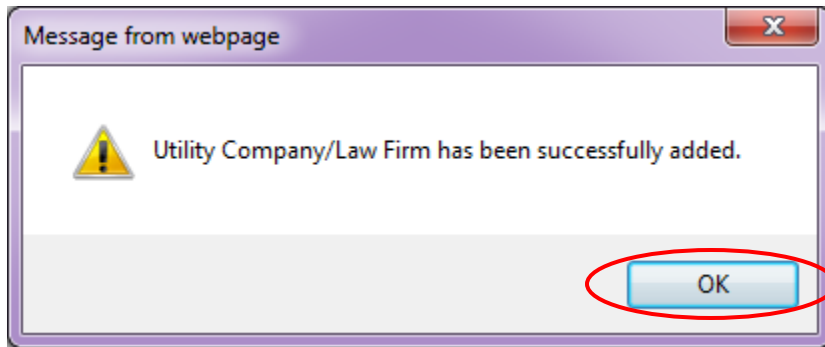 Message from webpage
Utility Company/Law Firm has been successfully added.
OK